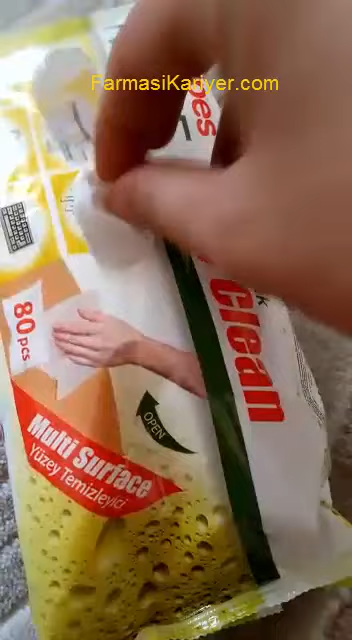 FarmasiKariyer.com
Clean
80 pcs
OPEN
Multi Surface
Yüzey Temizleyici